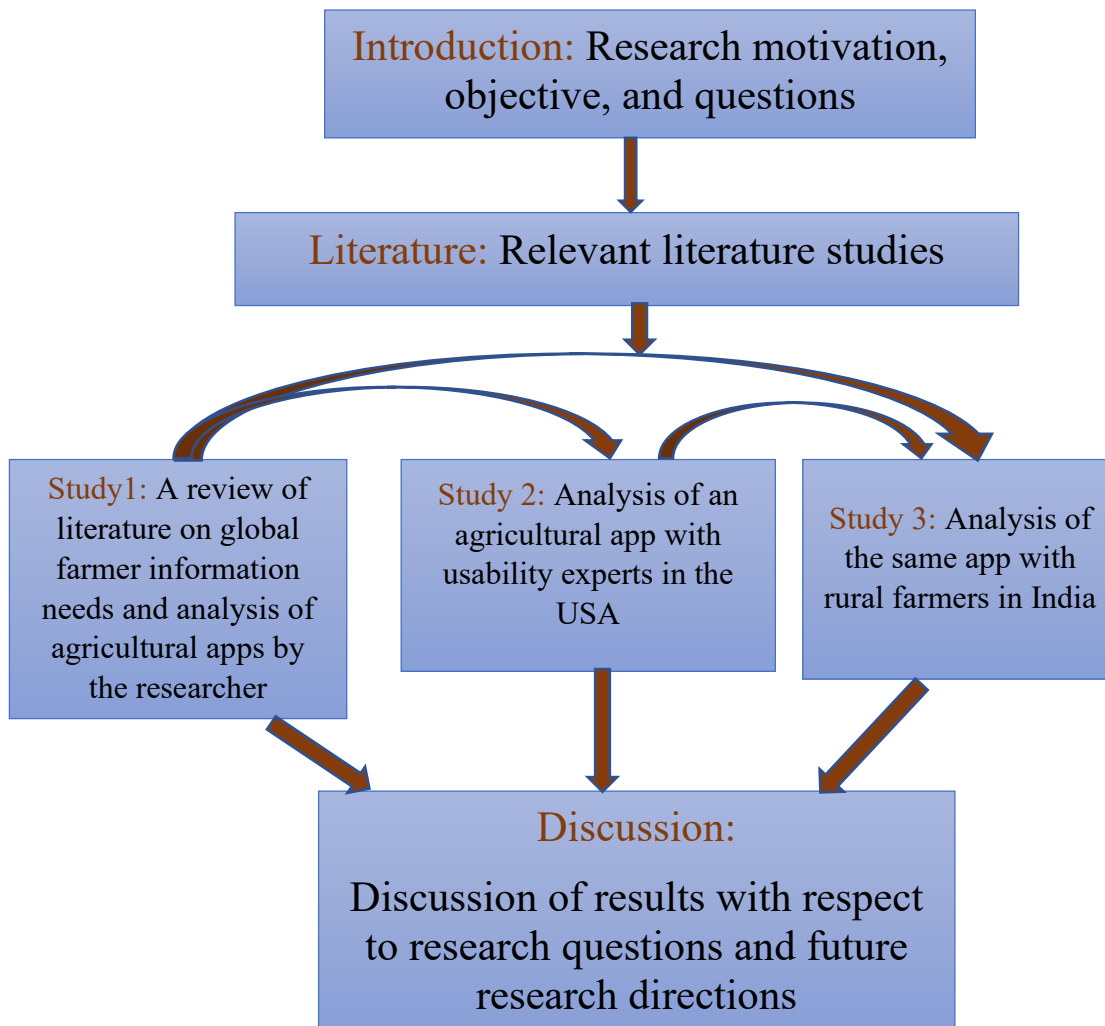 Introduction: Research motivation,
objective, and questions
Literature: Relevant literature studies
Study1: A review of
literature on global
farmer information
needs and analysis of
agricultural apps by
the researcher
Study 2: Analysis of an
agricultural app with
usability experts in the
USA
Study 3: Analysis of
the same app with
rural farmers in India
Discussion:
Discussion of results with respect
to research questions and future
research directions